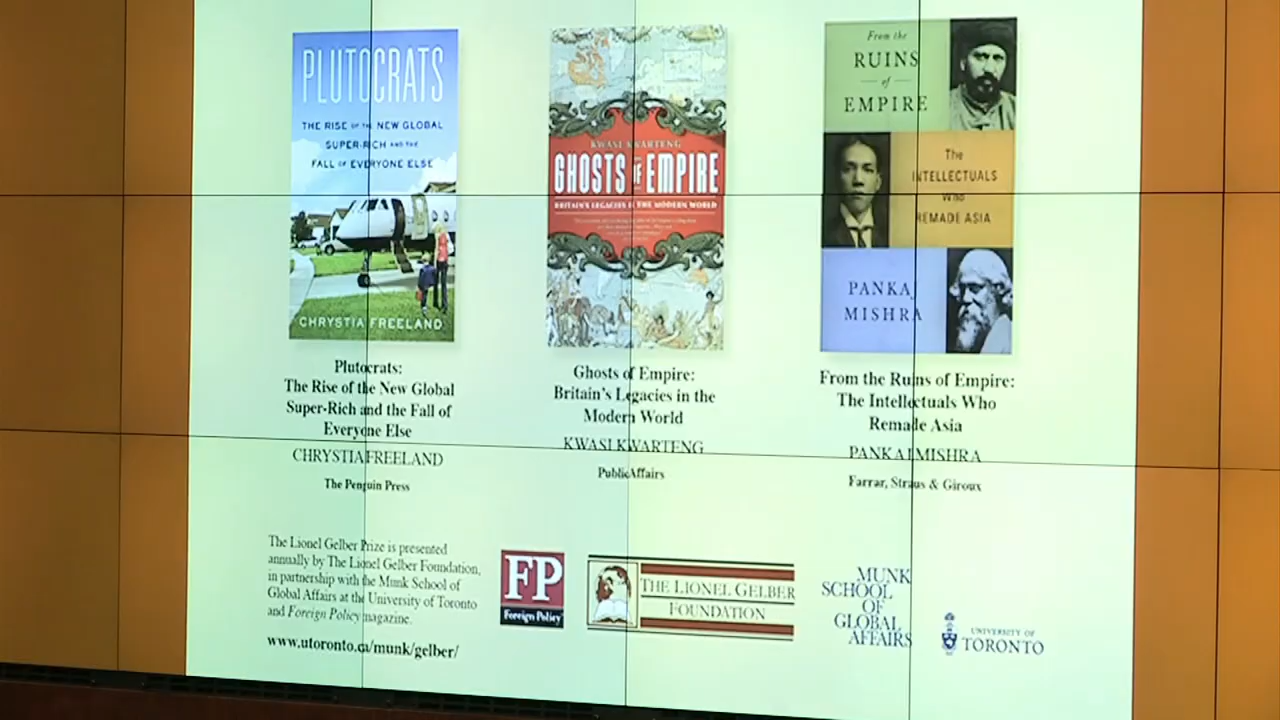 PLUTOCRATS
THE RISE OF THE NEW GLOBAL
SUPER-RICH AND THE
FALL OF EVERYONE ELSE
CHRYSTIA FREELAND
KWASI KWARTENG
GHOSTS OF EMPIRE
BRITAIN'S LEGACIES IN THE MODERN WORLD
From the
RUINS
of
EMPIRE
The
INTELLECTUALS
Who
REMADE ASIA
PANKAJ
MISHRA
Plutocrats:
The Rise of the New Global
Super-Rich and the Fall of
Everyone Else
CHRYSTIA FREELAND
The Penguin Press
Ghosts of Empire:
Britain's Legacies in the
Modern World
KWASI KWARTENG
PublicAffairs
From the Ruins of Empire:
The Intellectuals Who
Remade Asia
PANKAJ MISHRA
Farrar, Straus & Giroux
The Lionel Gelber Prize is presented
annually by The Lionel Gelber Foundation,
in partnership with the Munk School of
Global Affairs at the University of Toronto
and Foreign Policy magazine.
www.utoronto.ca/munk/gelber/
FP
Foreign Policy
THE LIONEL GELBER
FOUNDATION
MUNK
SCHOOL
OF
GLOBAL
AFFAIRS
UNIVERSITY OF
TORONTO